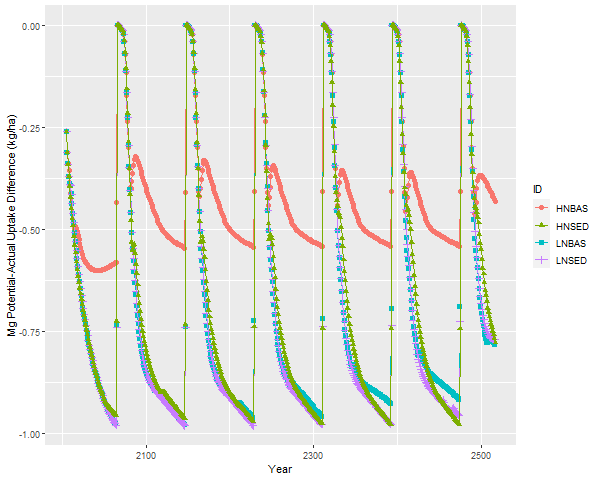 0.00
-0.25
-0.50
-0.75
-1.00
Mg Potential-Actual Uptake Difference (kg/ha)
2100
2300
2500
Year
ID
HNBAS
HNSED
LNBAS
LNSED